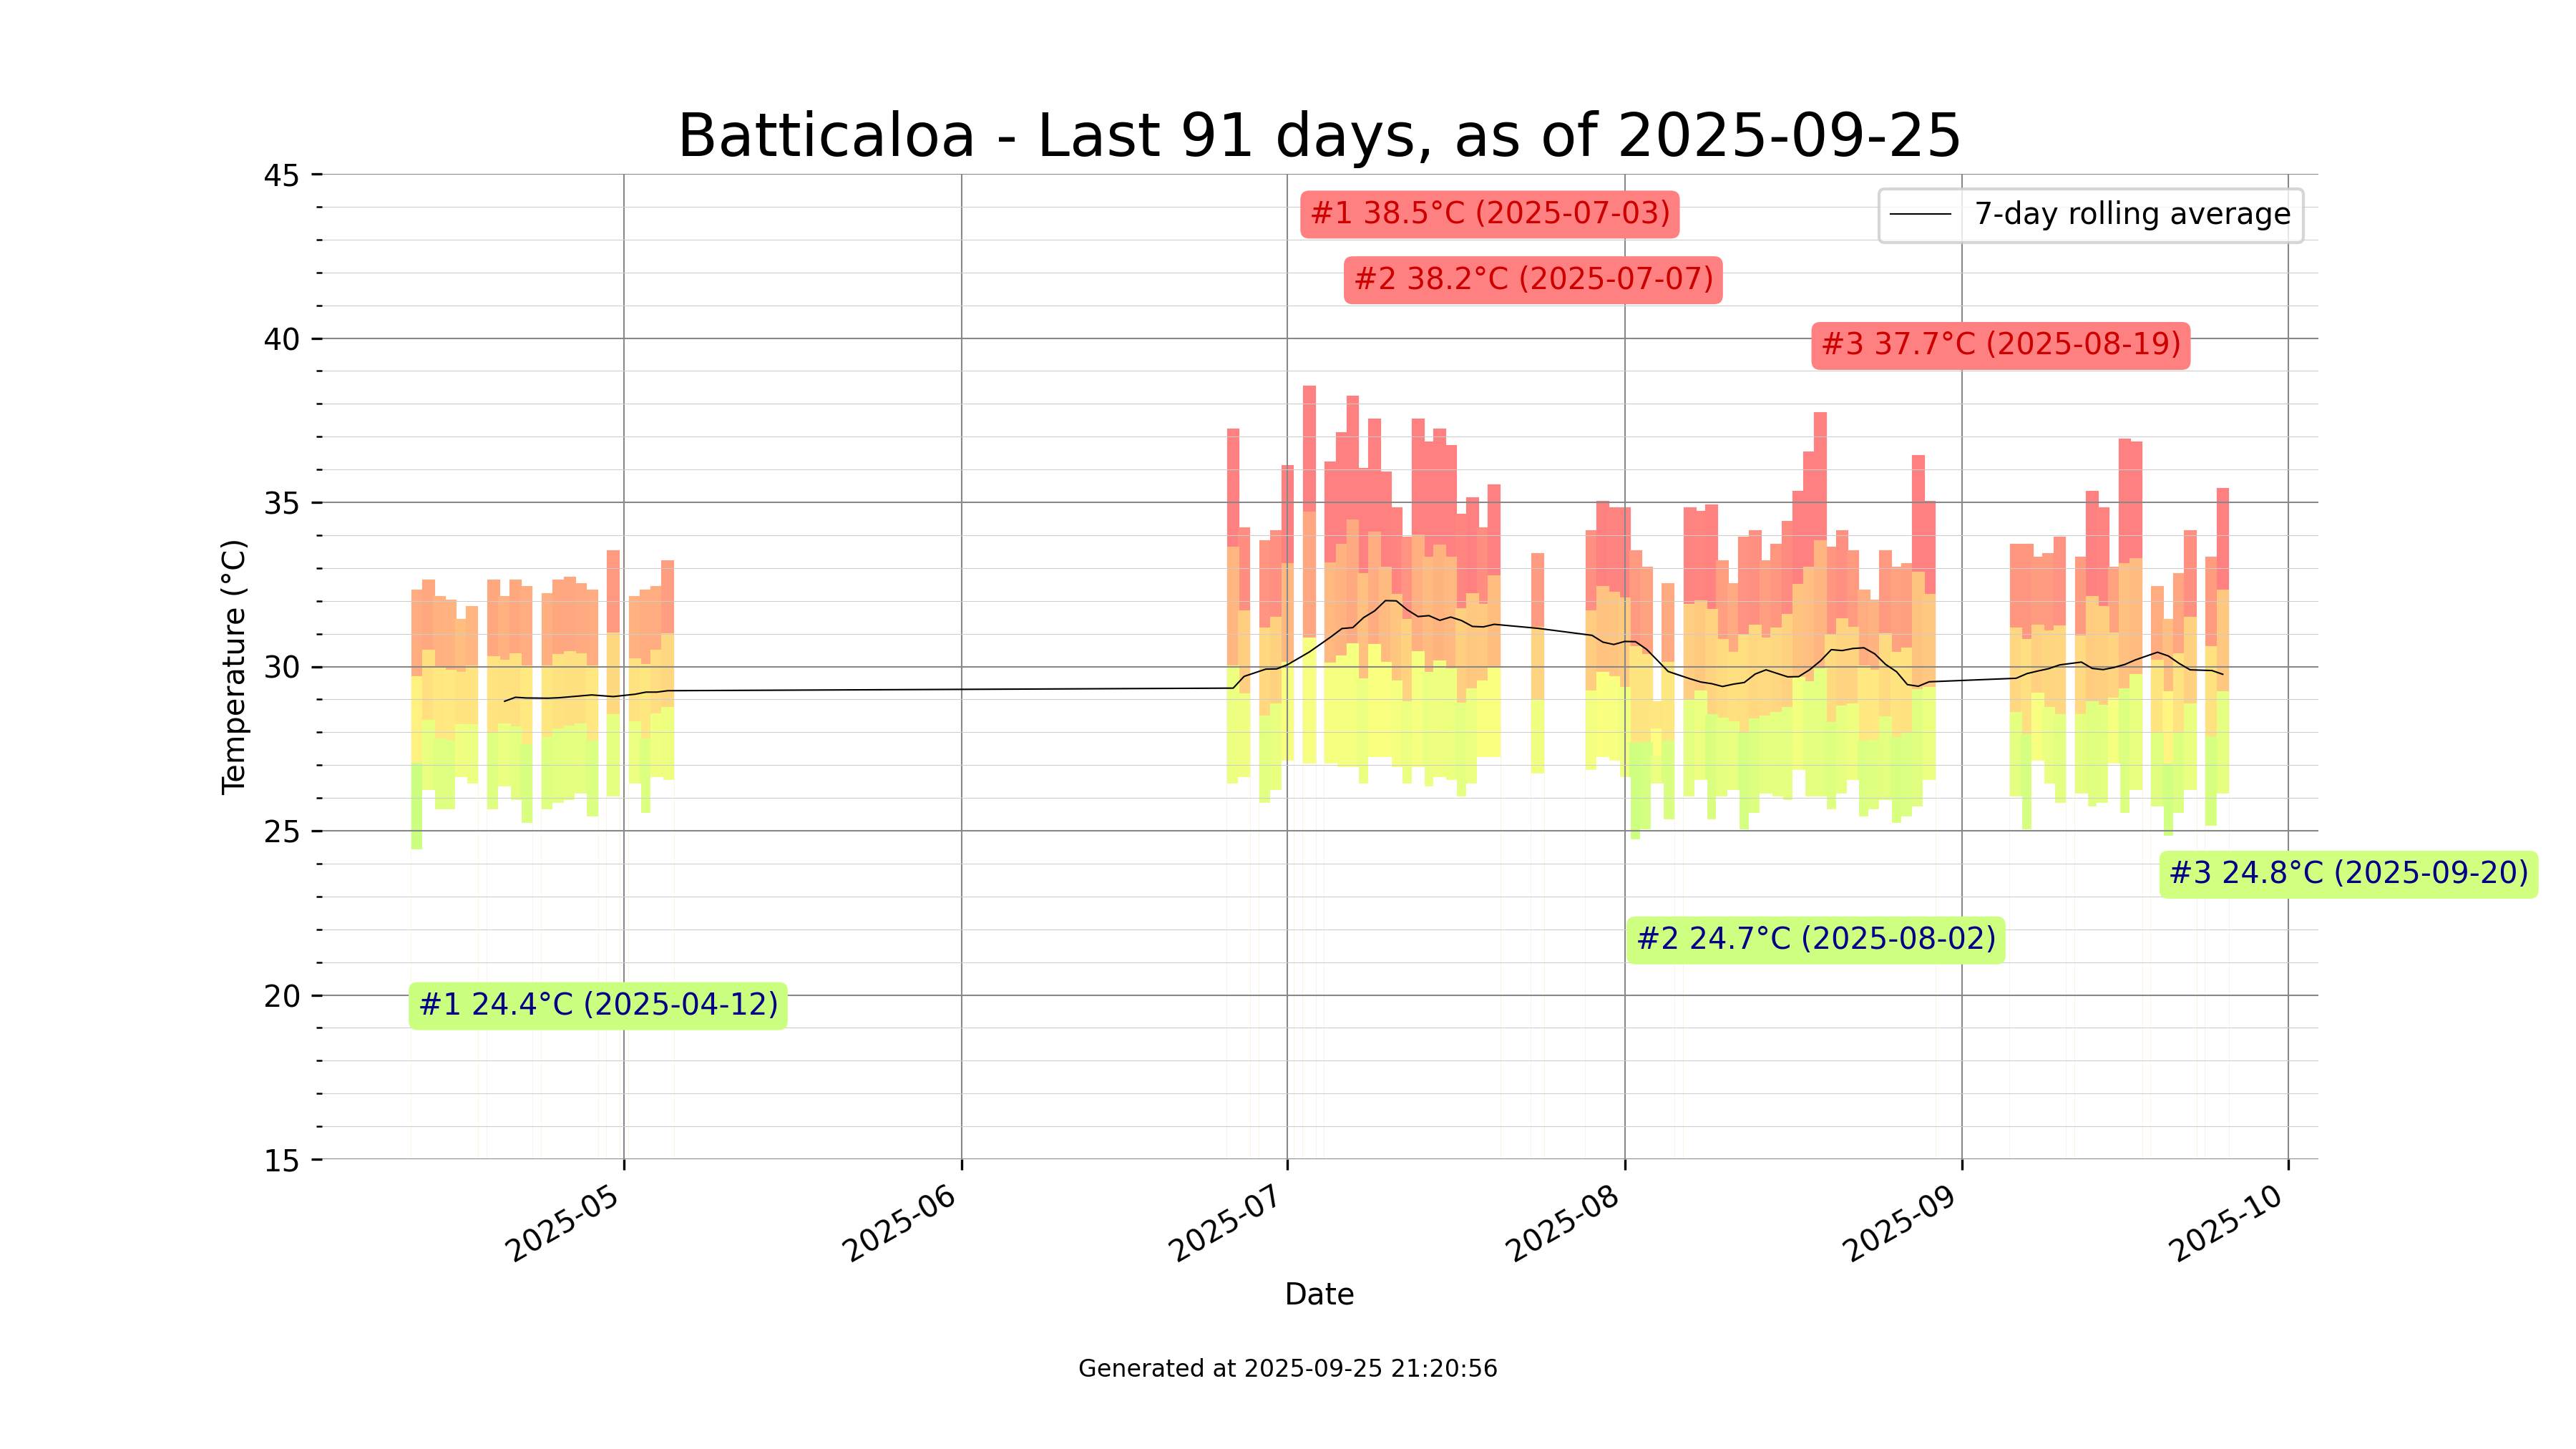 Batticaloa - Last 91 days, as of 2025-09-25
45
40
35
30
25
20
15
Temperature (°C)
7-day rolling average
#1 38.5°C (2025-07-03)
#2 38.2°C (2025-07-07)
#3 37.7°C (2025-08-19)
#3 24.8°C (2025-09-20)
#2 24.7°C (2025-08-02)
#1 24.4°C (2025-04-12)
2025-05
2025-06
2025-07
2025-08
2025-09
2025-10
Date
Generated at 2025-09-25 21:20:56